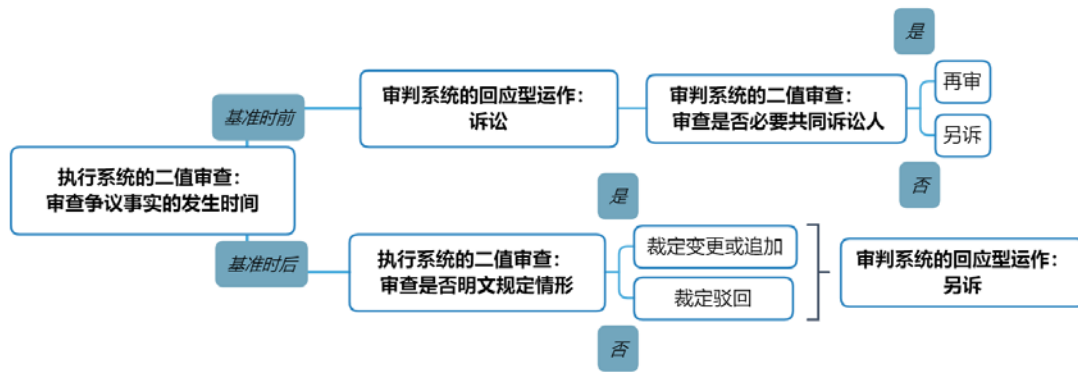 执行系统的二值审查：
审查争议事实的发生时间
基准时前
审判系统的回应型运作：
诉讼
审判系统的二值审查：
审查是否必要共同诉讼人
是
再审
另诉
否
基准时后
执行系统的二值审查：
审查是否明文规定情形
是
裁定变更或追加
裁定驳回
否
审判系统的回应型运作：
另诉